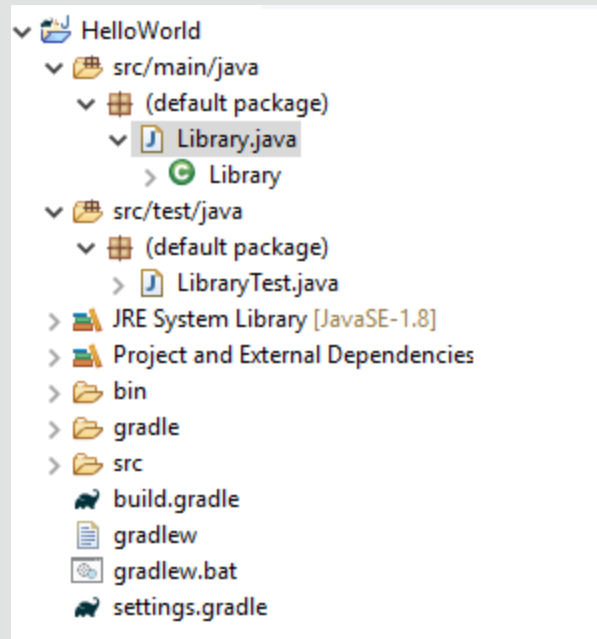 HelloWorld
src/main/java
(default package)
Library.java
Library
src/test/java
(default package)
LibraryTest.java
JRE System Library [JavaSE-1.8]
Project and External Dependencies
bin
gradle
src
build.gradle
gradlew
gradlew.bat
settings.gradle